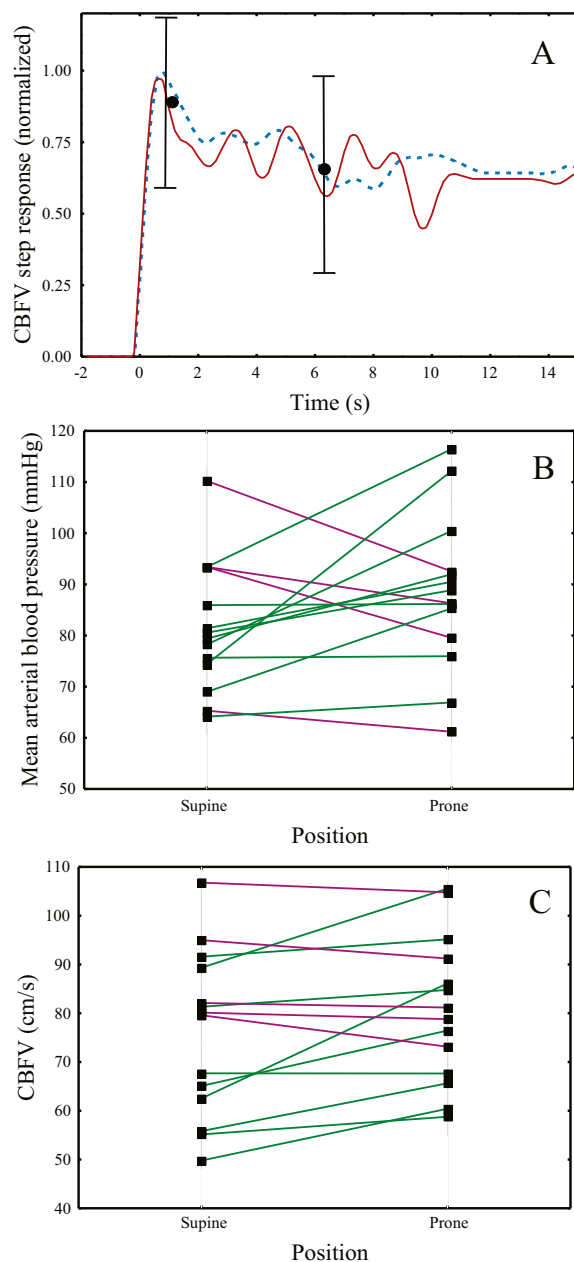 A
CBFV step response (normalized)
1.00
0.75
0.50
0.25
0.00
-2 0 2 4 6 8 10 12 14
Time (s)
B
Mean arterial blood pressure (mmHg)
120
110
100
90
80
70
60
50
Supine Prone
Position
C
CBFV (cm/s)
110
100
90
80
70
60
50
40
Supine Prone
Position